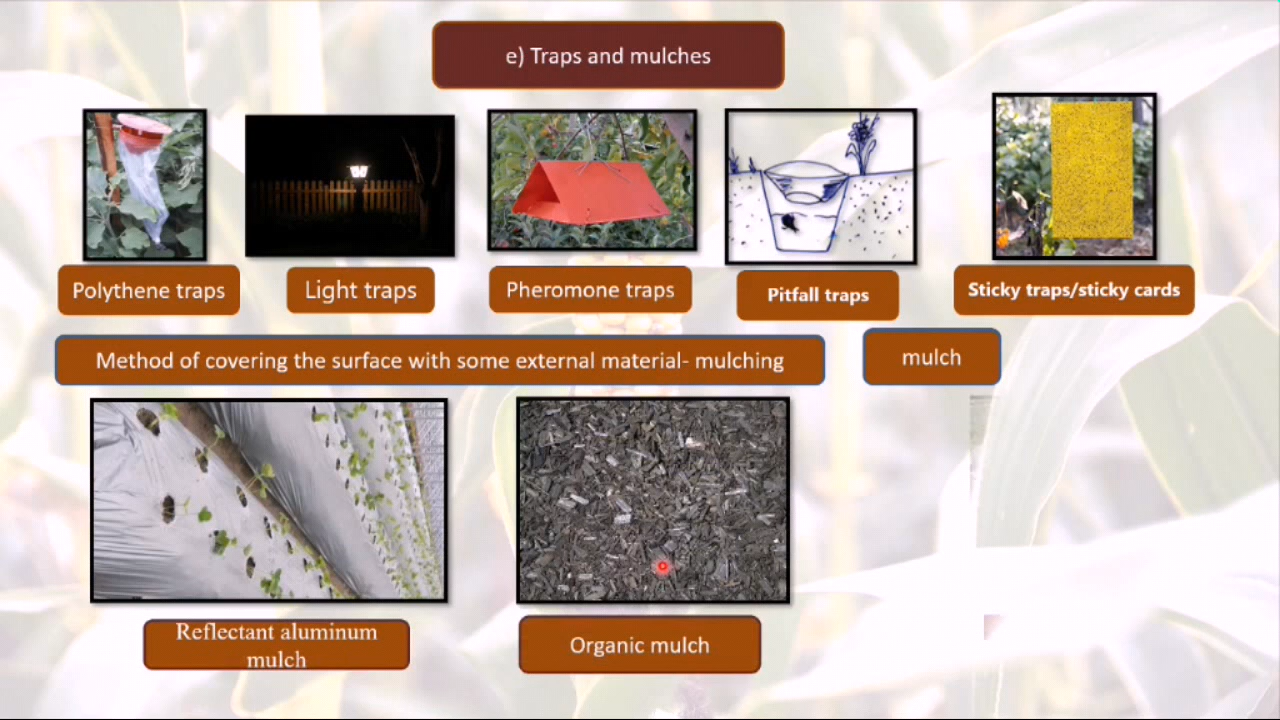 e) Traps and mulches
Polythene traps
Light traps
Pheromone traps
Pitfall traps
Sticky traps/sticky cards
Method of covering the surface with some external material- mulching
mulch
Reflectant aluminum
mulch
Organic mulch